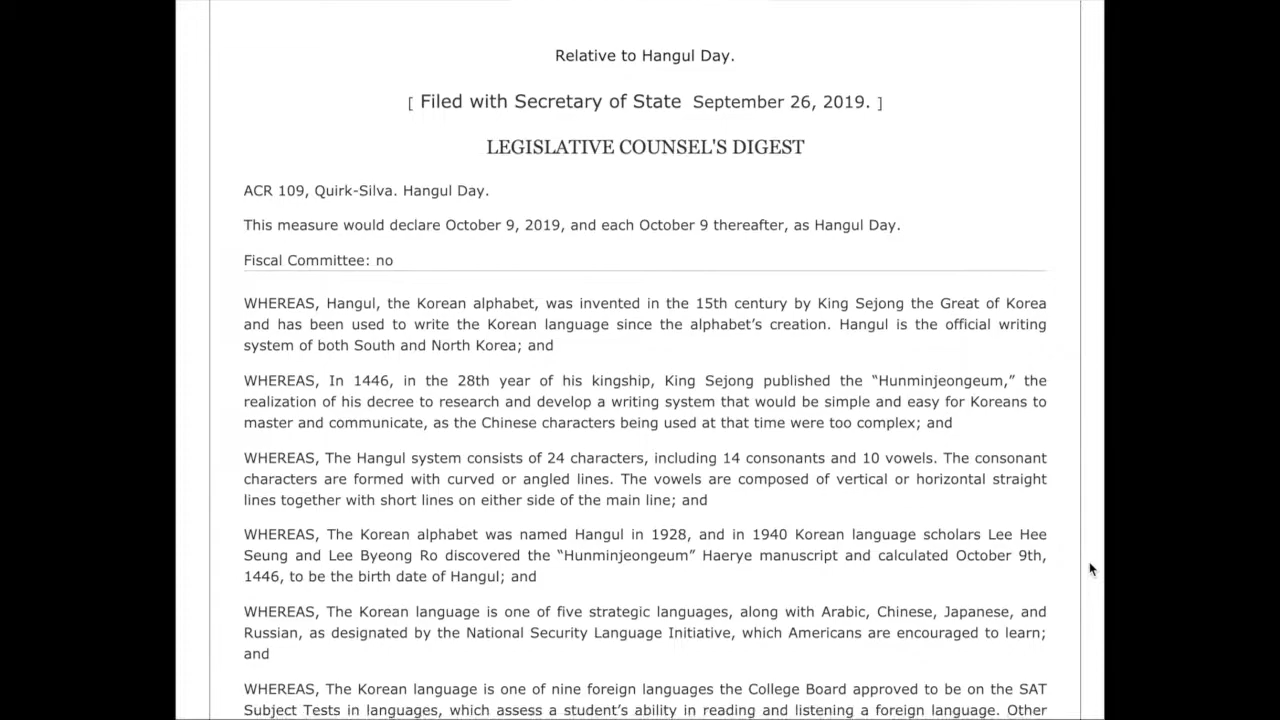 Relative to Hangul Day.
[ Filed with Secretary of State September 26, 2019. ]
LEGISLATIVE COUNSEL'S DIGEST
ACR 109, Quirk-Silva. Hangul Day.
This measure would declare October 9, 2019, and each October 9 thereafter, as Hangul Day.
Fiscal Committee: no
WHEREAS, Hangul, the Korean alphabet, was invented in the 15th century by King Sejong the Great of Korea
and has been used to write the Korean language since the alphabet’s creation. Hangul is the official writing
system of both South and North Korea; and
WHEREAS, In 1446, in the 28th year of his kingship, King Sejong published the “Hunminjeongeum,” the
realization of his decree to research and develop a writing system that would be simple and easy for Koreans to
master and communicate, as the Chinese characters being used at that time were too complex; and
WHEREAS, The Hangul system consists of 24 characters, including 14 consonants and 10 vowels. The consonant
characters are formed with curved or angled lines. The vowels are composed of vertical or horizontal straight
lines together with short lines on either side of the main line; and
WHEREAS, The Korean alphabet was named Hangul in 1928, and in 1940 Korean language scholars Lee Hee
Seung and Lee Byeong Ro discovered the “Hunminjeongeum” Haerye manuscript and calculated October 9th,
1446, to be the birth date of Hangul; and
WHEREAS, The Korean language is one of five strategic languages, along with Arabic, Chinese, Japanese, and
Russian, as designated by the National Security Language Initiative, which Americans are encouraged to learn;
and
WHEREAS, The Korean language is one of nine foreign languages the College Board approved to be on the SAT
Subject Tests in languages, which assess a student’s ability in reading and listening a foreign language. Other